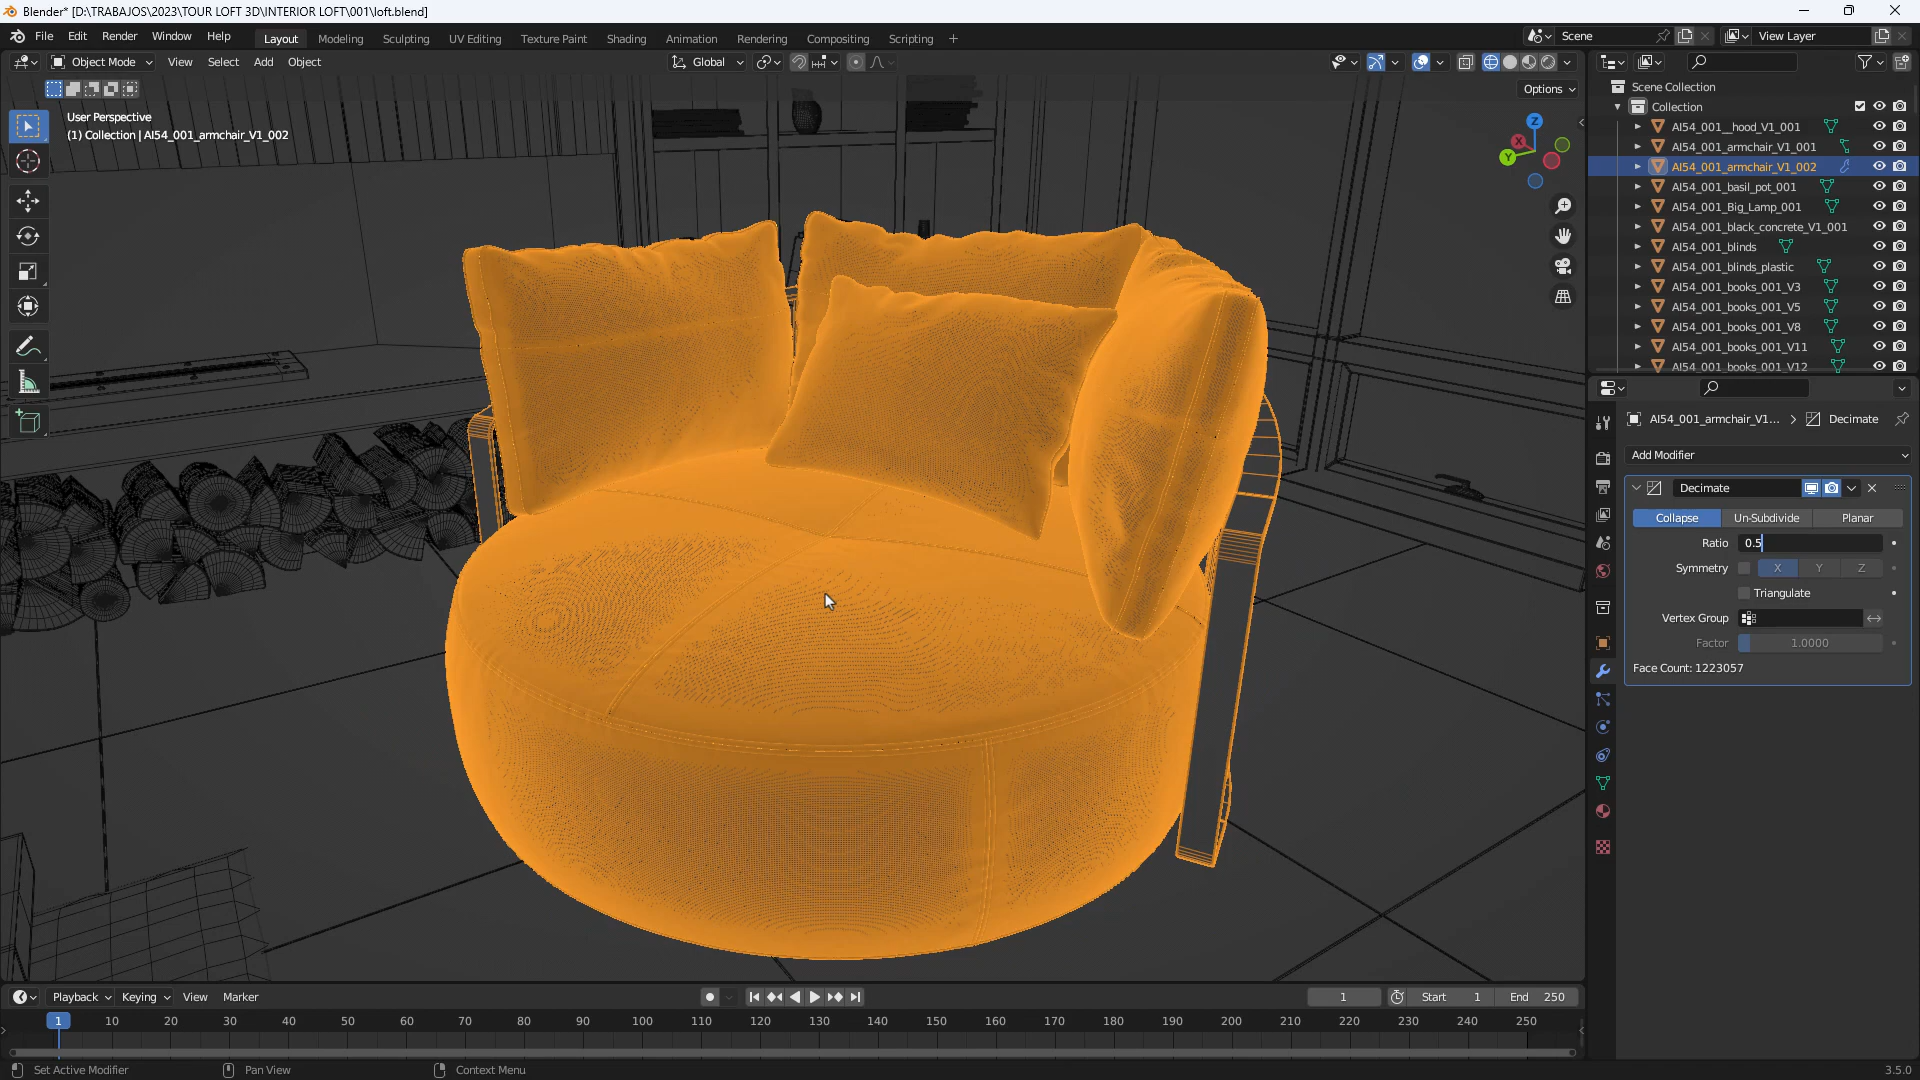 Blender* [D:\TRABAJOS\2023\TOUR LOFT 3D\INTERIOR LOFT\001\loft.blend]
File Edit Render Window Help Layout Modeling Sculpting UV Editing Texture Paint Shading Animation Rendering Compositing Scripting + Scene View Layer
Object Mode View Select Add Object Global
Options
User Perspective
(1) Collection | AI54_001_armchair_V1_002
Z
X
Y
Scene Collection
Collection
AI54_001__hood_V1_001
AI54_001_armchair_V1_001
AI54_001_armchair_V1_002
AI54_001_basil_pot_001
AI54_001_Big_Lamp_001
AI54_001_black_concrete_V1_001
AI54_001_blinds
AI54_001_blinds_plastic
AI54_001_books_001_V3
AI54_001_books_001_V5
AI54_001_books_001_V8
AI54_001_books_001_V11
AI54_001_books_001_V12
AI54_001_armchair_V1... > Decimate
Add Modifier
Decimate
Collapse Un-Subdivide Planar
Ratio 0.5
Symmetry X Y Z
Triangulate
Vertex Group
Factor 1.0000
Face Count: 1223057
Playback Keying View Marker 1 Start 1 End 250
1 10 20 30 40 50 60 70 80 90 100 110 120 130 140 150 160 170 180 190 200 210 220 230 240 250
Set Active Modifier Pan View Context Menu 3.5.0